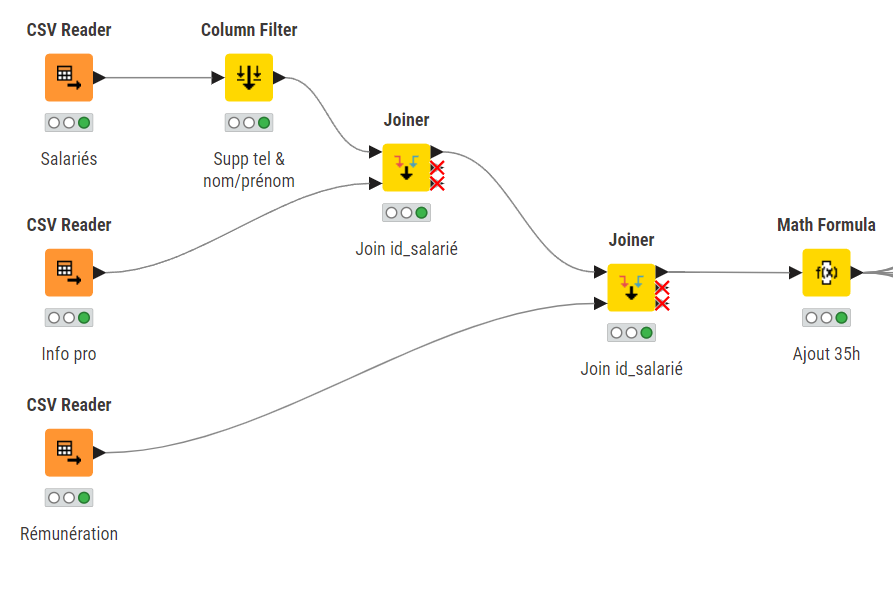 CSV Reader
Salariés
Column Filter
Supp tel &
nom/prénom
Joiner
Join id_salarié
CSV Reader
Info pro
Joiner
Join id_salarié
Math Formula
f(x)
Ajout 35h
CSV Reader
Rémunération